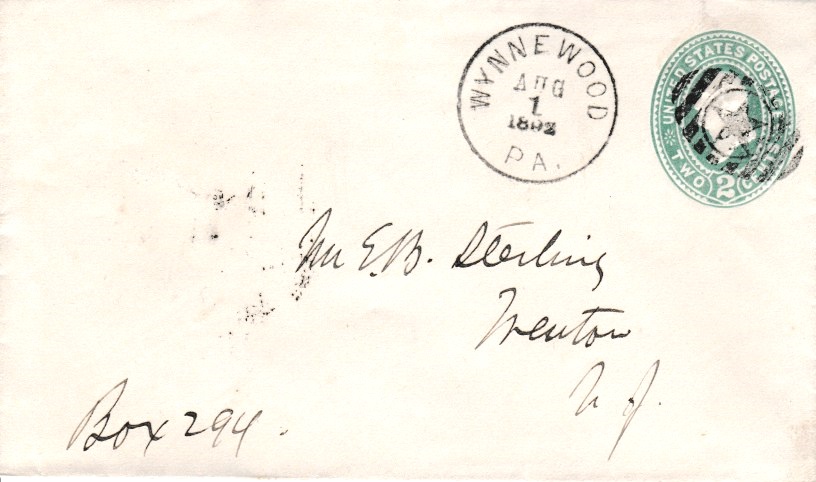 WYNNEWOOD
AUG
1
1892
PA.
UNITED STATES POSTAGE
TWO 2 CENTS
Mr E.B. Sterling
Trenton
N J.
Box 294.